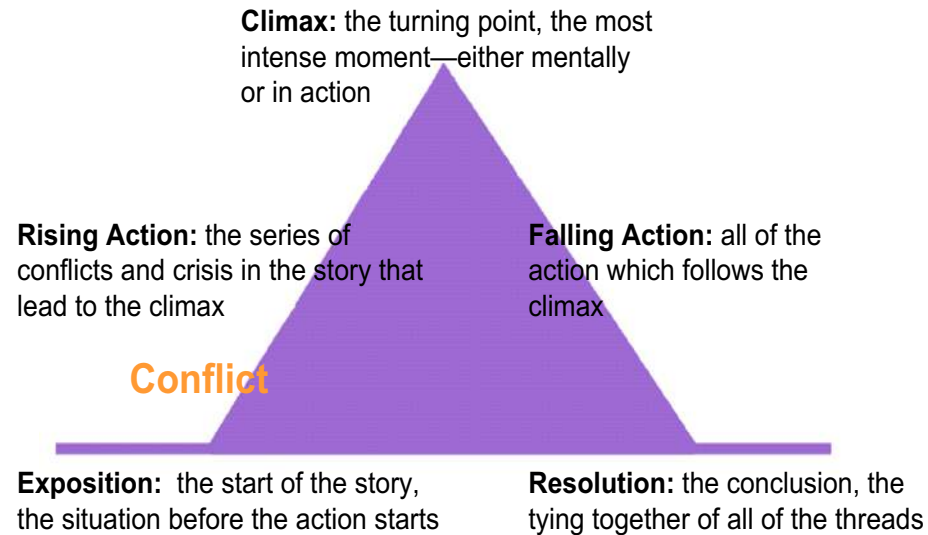 Climax: the turning point, the most
intense moment—either mentally
or in action
Rising Action: the series of
conflicts and crisis in the story that
lead to the climax
Falling Action: all of the
action which follows the
climax
Conflict
Exposition: the start of the story,
the situation before the action starts
Resolution: the conclusion, the
tying together of all of the threads